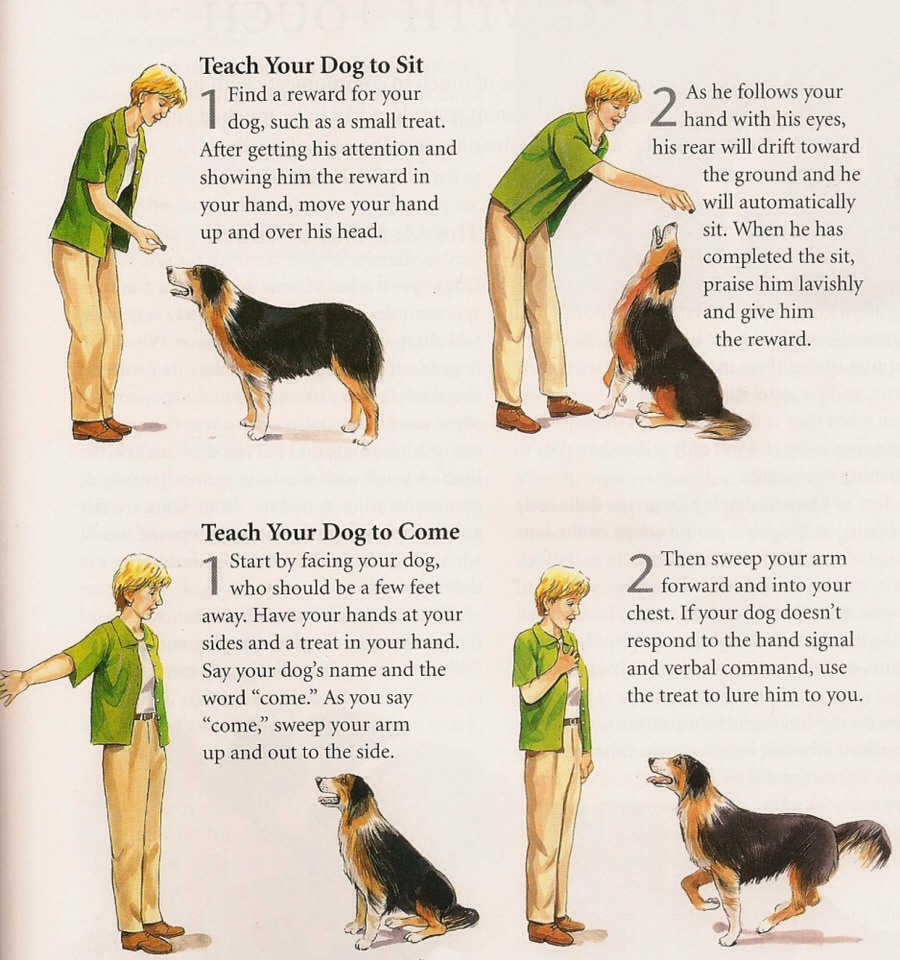 Teach Your Dog to Sit
1 Find a reward for your
dog, such as a small treat.
After getting his attention and
showing him the reward in
your hand, move your hand
up and over his head.
2 As he follows your
hand with his eyes,
his rear will drift toward
the ground and he
will automatically
sit. When he has
completed the sit,
praise him lavishly
and give him
the reward.
Teach Your Dog to Come
1 Start by facing your dog,
who should be a few feet
away. Have your hands at your
sides and a treat in your hand.
Say your dog’s name and the
word “come.” As you say
“come,” sweep your arm
up and out to the side.
2 Then sweep your arm
forward and into your
chest. If your dog doesn’t
respond to the hand signal
and verbal command, use
the treat to lure him to you.